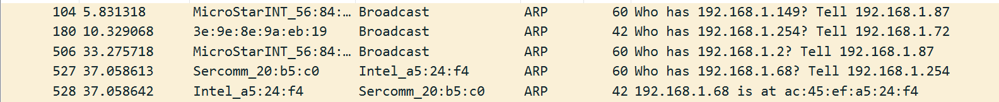 104 5.831318 MicroStarINT_56:84:… Broadcast ARP 60 Who has 192.168.1.149? Tell 192.168.1.87
180 10.329068 3e:9e:8e:9a:eb:19 Broadcast ARP 42 Who has 192.168.1.254? Tell 192.168.1.72
506 33.275718 MicroStarINT_56:84:… Broadcast ARP 60 Who has 192.168.1.2? Tell 192.168.1.87
527 37.058613 Sercomm_20:b5:c0 Intel_a5:24:f4 ARP 60 Who has 192.168.1.68? Tell 192.168.1.254
528 37.058642 Intel_a5:24:f4 Sercomm_20:b5:c0 ARP 42 192.168.1.68 is at ac:45:ef:a5:24:f4